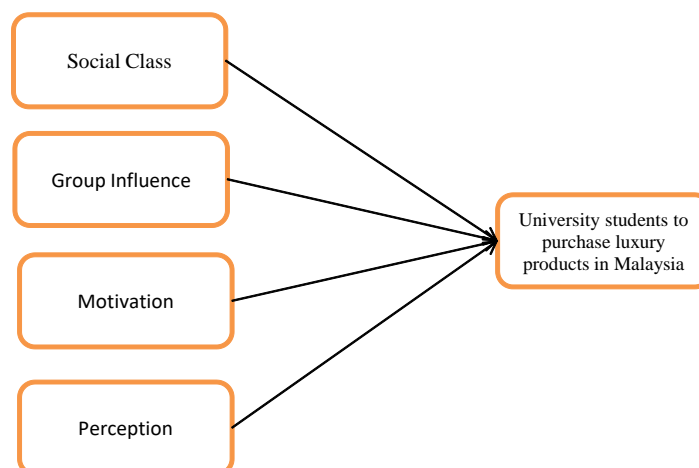 Social Class
Group Influence
Motivation
Perception
University students to
purchase luxury
products in Malaysia